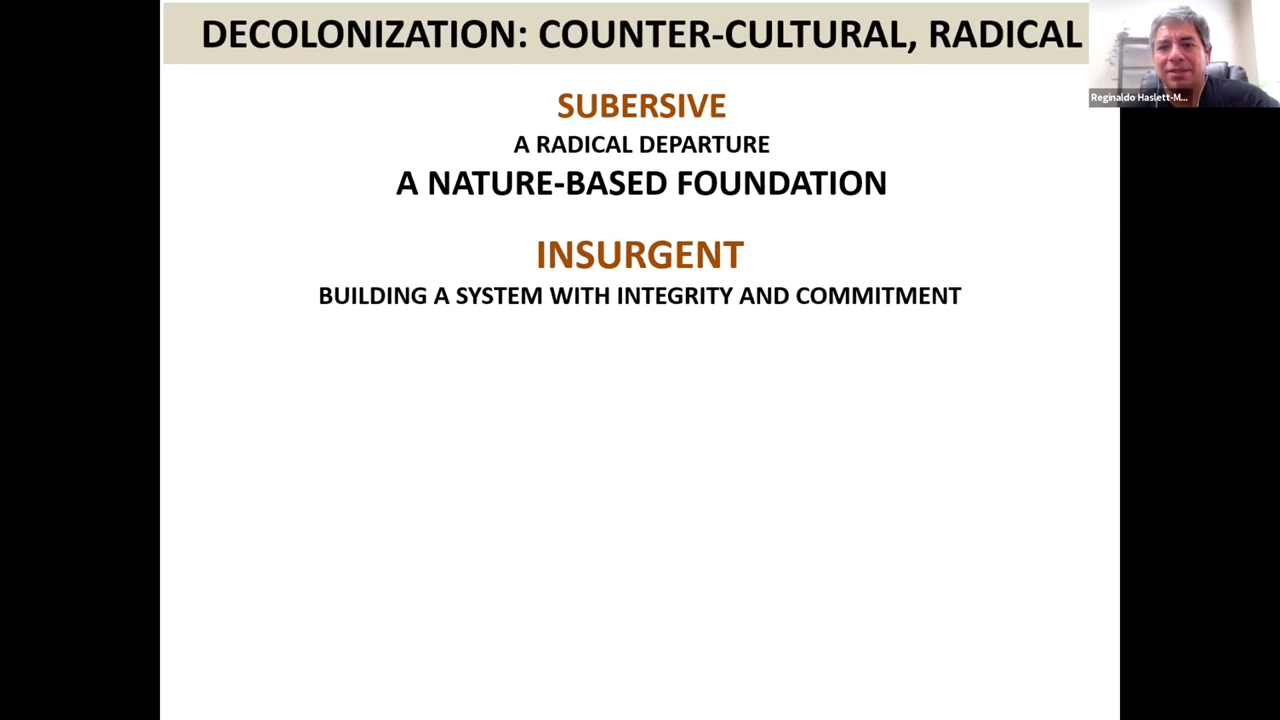 DECOLONIZATION: COUNTER-CULTURAL, RADICAL
Reginaldo Haslett-M...
SUBERSIVE
A RADICAL DEPARTURE
A NATURE-BASED FOUNDATION
INSURGENT
BUILDING A SYSTEM WITH INTEGRITY AND COMMITMENT